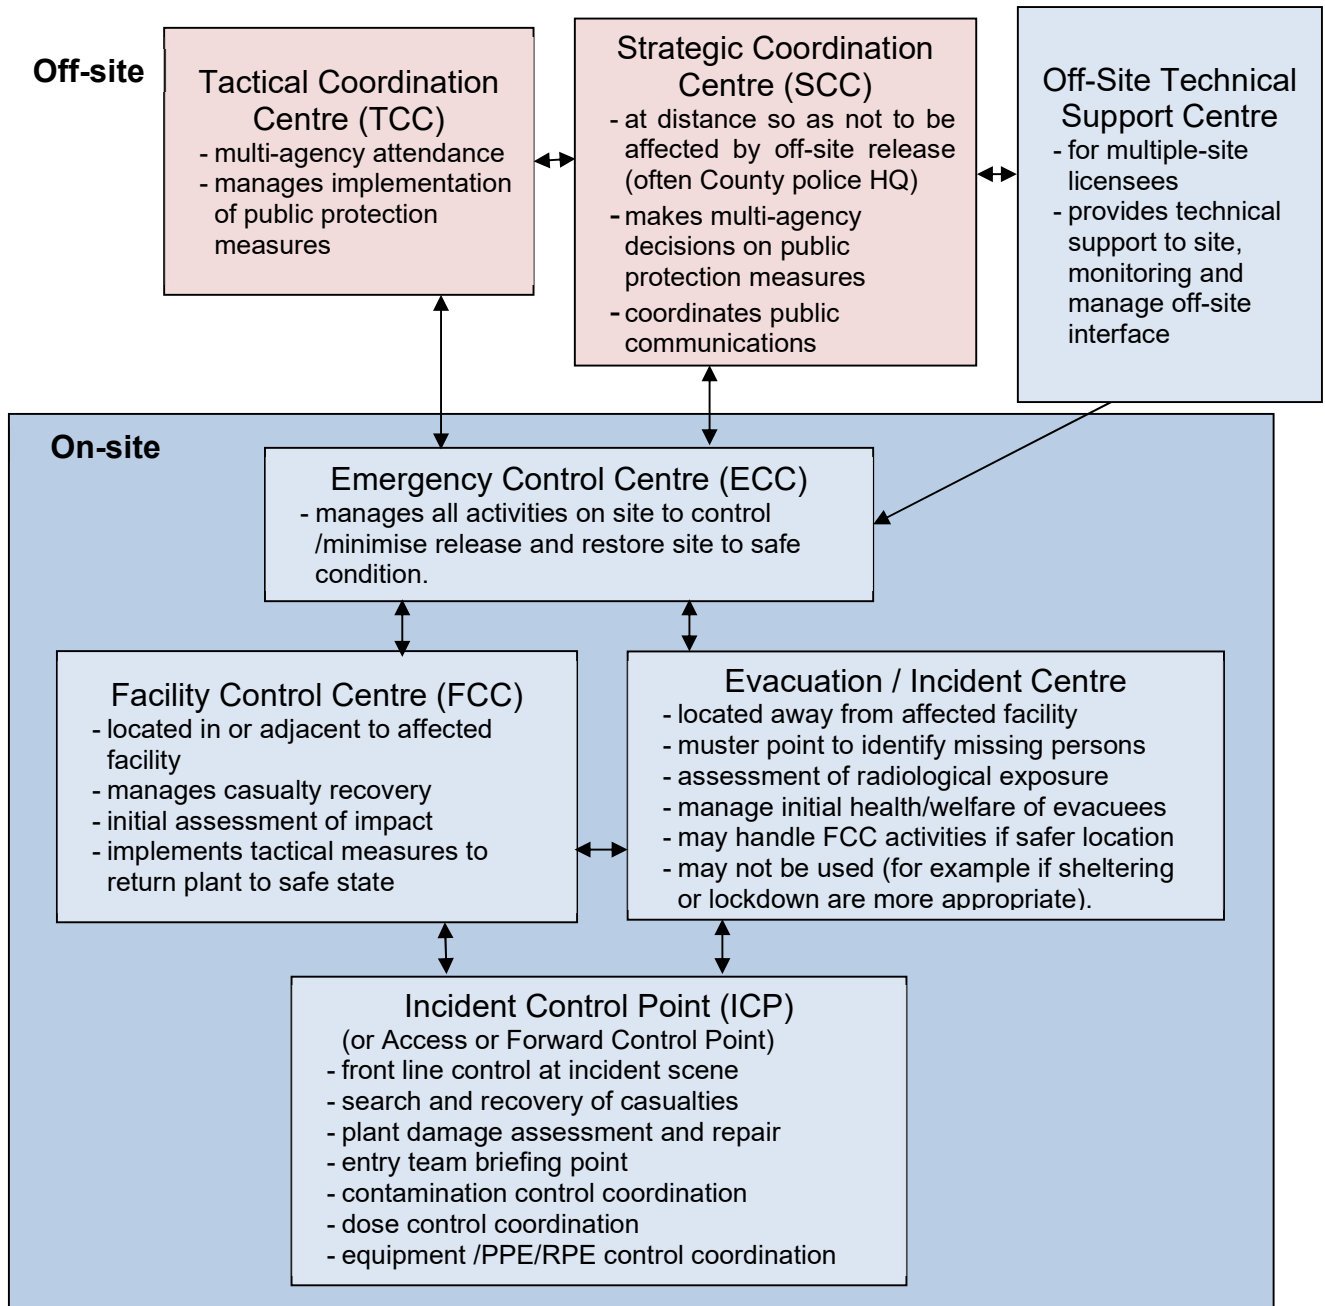 Off-site
Tactical Coordination
Centre (TCC)
- multi-agency attendance
- manages implementation
of public protection
measures
Strategic Coordination
Centre (SCC)
- at distance so as not to be
affected by off-site release
(often County police HQ)
- makes multi-agency
decisions on public
protection measures
- coordinates public
communications
Off-Site Technical
Support Centre
- for multiple-site
licensees
- provides technical
support to site,
monitoring and
manage off-site
interface
On-site
Emergency Control Centre (ECC)
- manages all activities on site to control
/minimise release and restore site to safe
condition.
Facility Control Centre (FCC)
- located in or adjacent to affected
facility
- manages casualty recovery
- initial assessment of impact
- implements tactical measures to
return plant to safe state
Evacuation / Incident Centre
- located away from affected facility
- muster point to identify missing persons
- assessment of radiological exposure
- manage initial health/welfare of evacuees
- may handle FCC activities if safer location
- may not be used (for example if sheltering
or lockdown are more appropriate).
Incident Control Point (ICP)
(or Access or Forward Control Point)
- front line control at incident scene
- search and recovery of casualties
- plant damage assessment and repair
- entry team briefing point
- contamination control coordination
- dose control coordination
- equipment /PPE/RPE control coordination